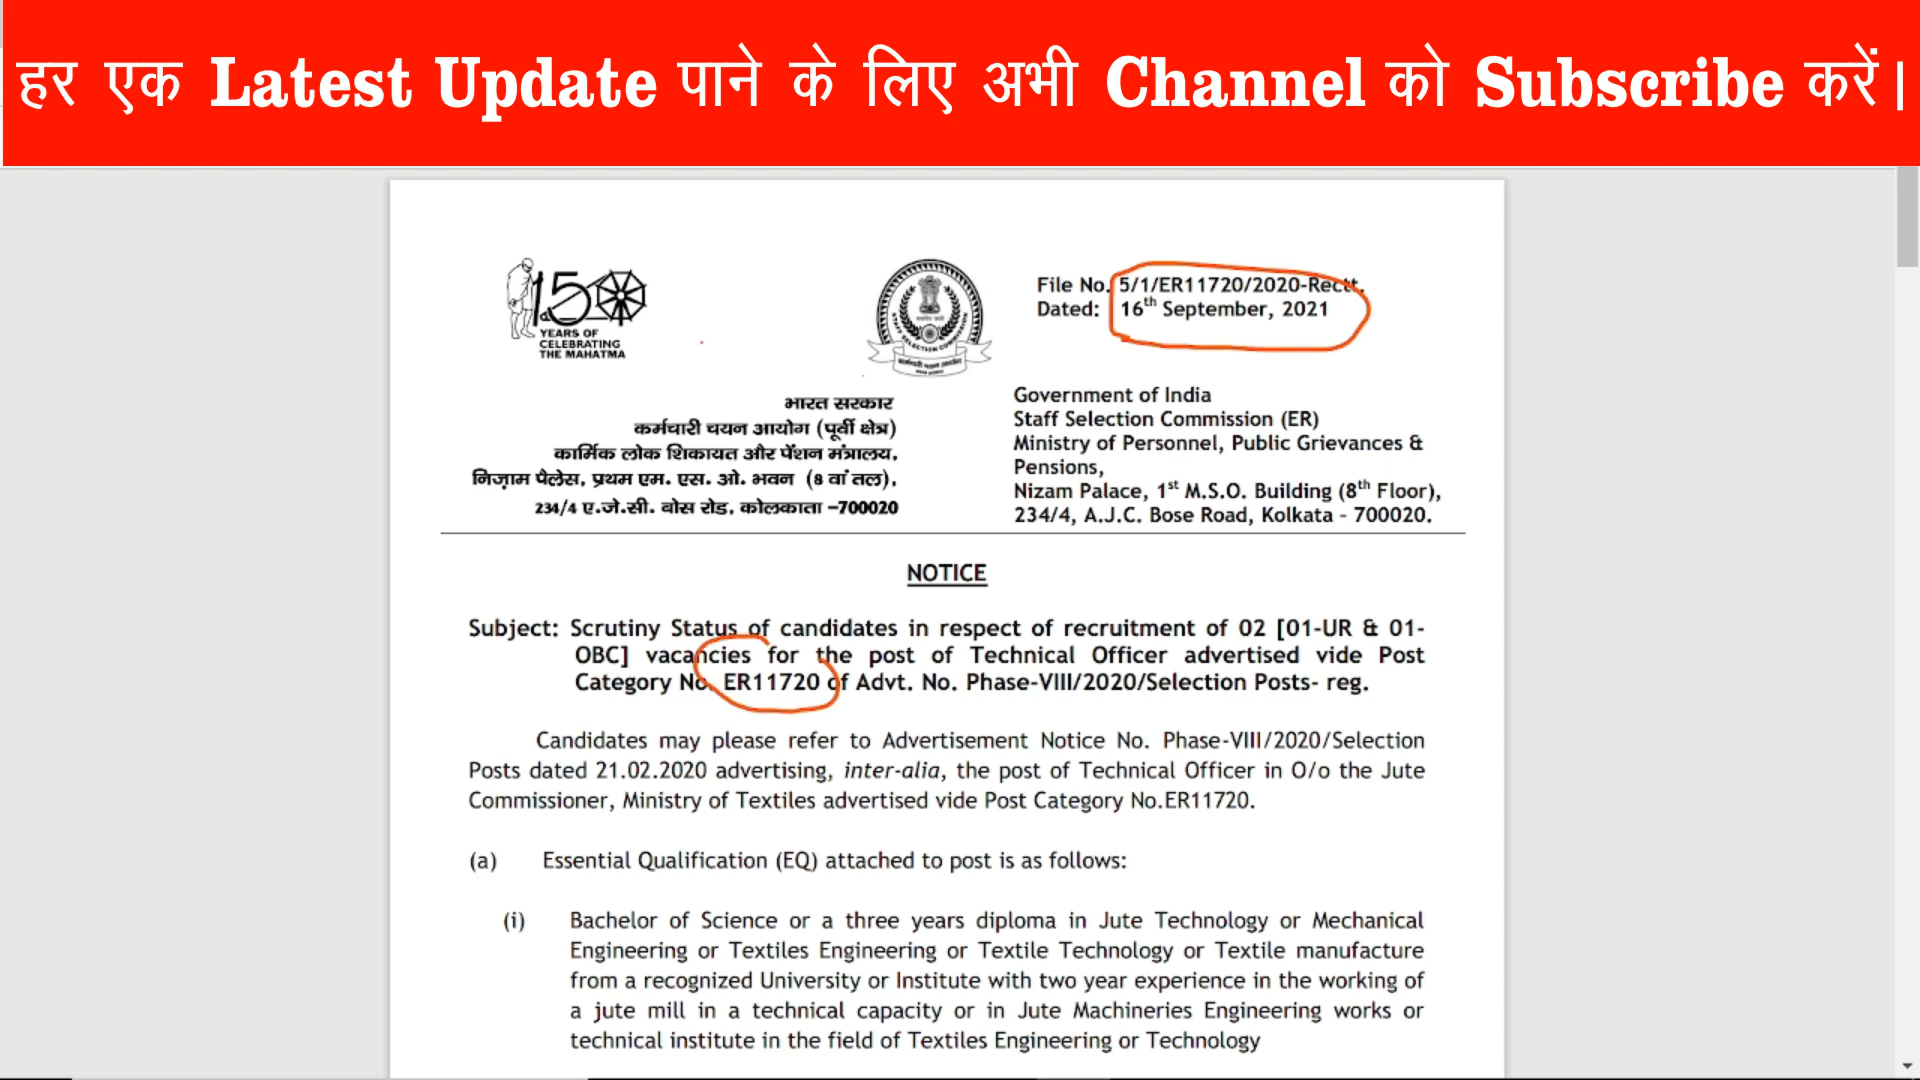 हर एक Latest Update पाने के लिए अभी Channel को Subscribe करें।
150
YEARS OF
CELEBRATING
THE MAHATMA
STAFF SELECTION COMMISSION
File No. 5/1/ER11720/2020-Rectt.
Dated: 16th September, 2021
भारत सरकार
कर्मचारी चयन आयोग (पूर्वी क्षेत्र)
कार्मिक लोक शिकायत और पेंशन मंत्रालय,
निज़ाम पैलेस, प्रथम एम. एस. ओ. भवन (8 वां तल),
234/4 ए.जे.सी. बोस रोड, कोलकाता -700020
Government of India
Staff Selection Commission (ER)
Ministry of Personnel, Public Grievances &
Pensions,
Nizam Palace, 1st M.S.O. Building (8th Floor),
234/4, A.J.C. Bose Road, Kolkata - 700020.
NOTICE
Subject: Scrutiny Status of candidates in respect of recruitment of 02 [01-UR & 01-
OBC] vacancies for the post of Technical Officer advertised vide Post
Category No. ER11720 of Advt. No. Phase-VIII/2020/Selection Posts- reg.
Candidates may please refer to Advertisement Notice No. Phase-VIII/2020/Selection
Posts dated 21.02.2020 advertising, inter-alia, the post of Technical Officer in O/o the Jute
Commissioner, Ministry of Textiles advertised vide Post Category No.ER11720.
(a) Essential Qualification (EQ) attached to post is as follows:
(i) Bachelor of Science or a three years diploma in Jute Technology or Mechanical
Engineering or Textiles Engineering or Textile Technology or Textile manufacture
from a recognized University or Institute with two year experience in the working of
a jute mill in a technical capacity or in Jute Machineries Engineering works or
technical institute in the field of Textiles Engineering or Technology